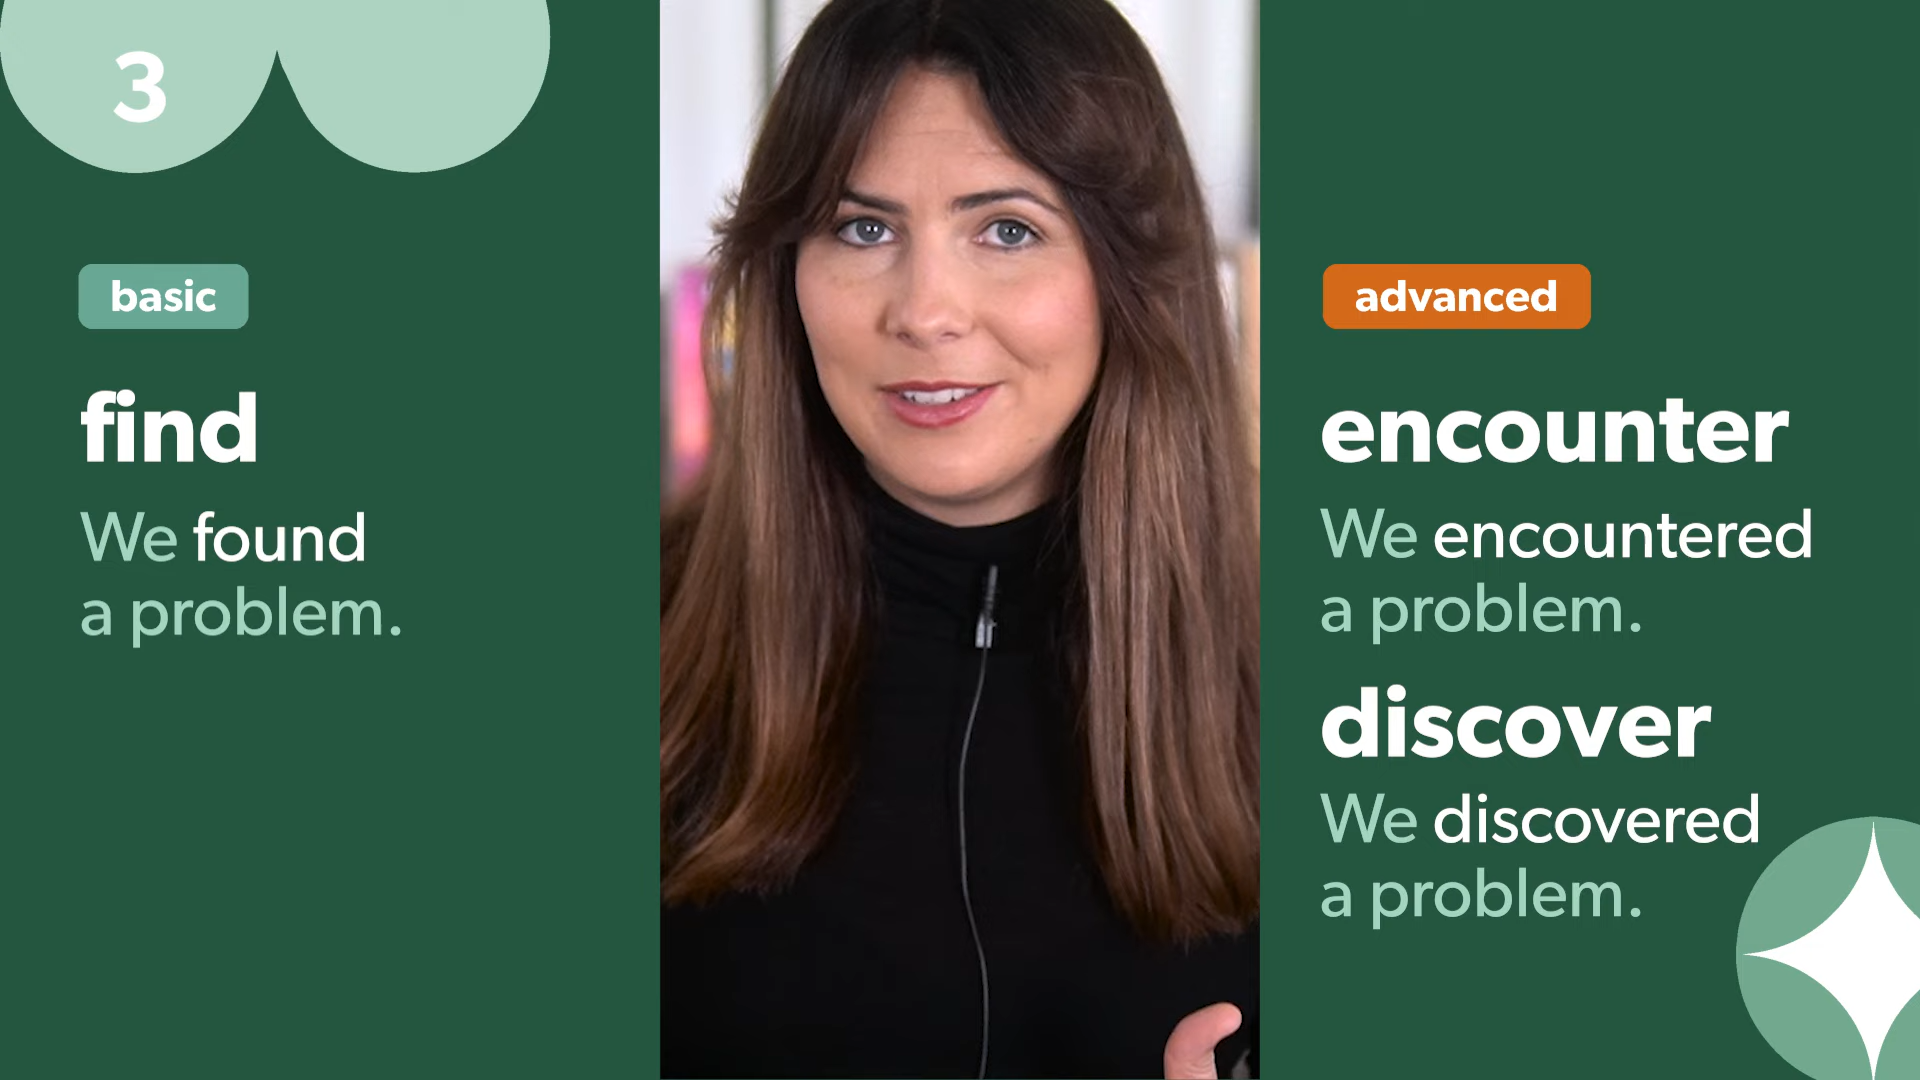 3
basic
find
We found
a problem.
advanced
encounter
We encountered
a problem.
discover
We discovered
a problem.